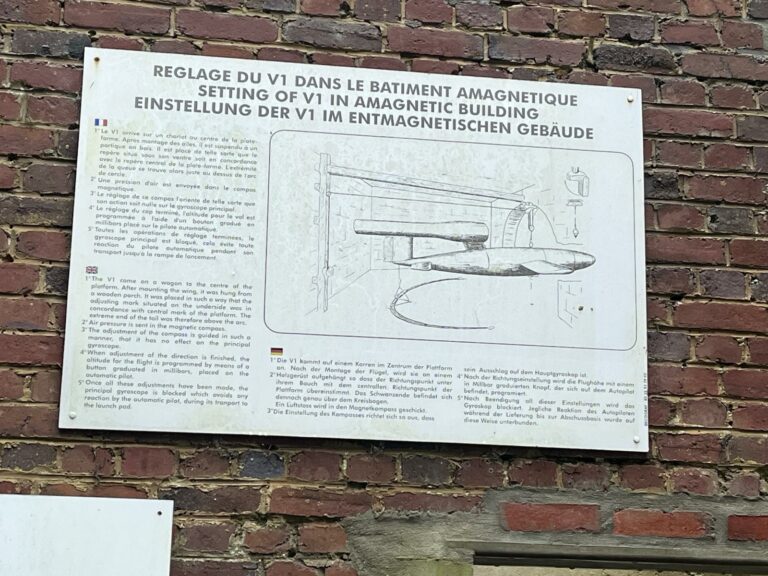 REGLAGE DU V1 DANS LE BATIMENT AMAGNETIQUE
SETTING OF V1 IN AMAGNETIC BUILDING
EINSTELLUNG DER V1 IM ENTMAGNETISCHEN GEBÄUDE
1° Le V1 arrive sur un chariot au centre de la plate-
forme. Après montage des ailes, il est suspendu à un
portique en bois. Il est placé de telle sorte que le
repère situé sous son ventre soit en concordance
avec le repère central de la plate-forme. L'extrémité
de la queue se trouve alors juste au dessus de l'arc
de cercle.
2° Une pression d'air est envoyée dans le compas
magnétique.
3° Le réglage de ce compas l'oriente de telle sorte que
son action soit nulle sur le gyroscope principal.
4° Le réglage du cap terminé, l'altitude pour le vol est
programmée à l'aide d'un bouton gradué en
millibars placé sur le pilote automatique.
5° Toutes les opérations de réglage terminées, le
gyroscope principal est bloqué, cela évite toute
réaction du pilote automatique pendant son
transport jusqu'à la rampe de lancement.
1° The V1 came on a wagon to the centre of the
platform. After mounting the wing, it was hung from
a wooden porch. It was placed in such a way that the
adjusting mark situated on the underside was in
concordance with central mark of the platform. The
extreme end of the tail was therefore above the arc.
2° Air pressure is sent in the magnetic compass.
3° The adjustment of the compass is guided in such a
manner, that it has no effect on the principal
gyroscope.
4° When adjustment of the direction is finished, the
altitude for the flight is programmed by means of a
button graduated in millibars, placed on the
automatic pilot.
5° Once all these adjustments have been made, the
principal gyroscope is blocked which avoids any
reaction by the automatic pilot, during its tranport to
the launch pad.
1° Die V1 kommt auf einem Karren im Zentrum der Plattform
an. Nach der Montage der Flügel, wird sie an einem
2° Holzgerüst aufgehängt so dass der Richtungspunkt unter
ihrem Bauch mit dem zentralen Richtungspunkt der
Plattform übereinstimmt. Das Schwanzende befindet sich
demnach genau über dem Kreisbogen.
Ein Luftstoss wird in den Magnetkompass geschickt.
3° Die Einstellung des Kompasses richtet sich so aus, dass
sein Ausschlag auf dem Hauptgyroskop ist.
4° Nach der Richtungseinstellung wird die Flughöhe mit einem
in Millibar graduierten Knopf, der sich auf dem Autopilot
befindet, programiert.
5° Nach Beendigung all dieser Einstellungen wird das
Gyroskop blockiert. Jegliche Reaktion des Autopiloten
während der Lieferung bis zur Abschussbasis wurde auf
diese Weise unterbunden.